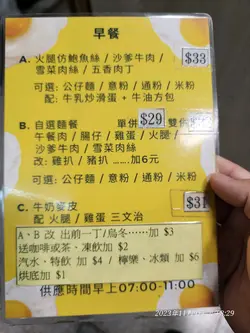 早餐
A. 火腿仿鮑魚絲 / 沙爹牛肉 / $33
雪菜肉絲 / 五香肉丁
可選: 公仔麵 / 意粉 / 通粉 / 米粉
配: 牛乳炒滑蛋 + 牛油方包
B. 自選麵餐 單併 $29 雙併
午餐肉 / 腸仔 / 雞蛋 / 火腿 /
沙爹牛肉 / 雪菜肉絲
改: 雞扒 / 豬扒 .......加6元
可選: 公仔麵 / 意粉 / 通粉 / 米粉
C. 牛奶麥皮 $31
配 火腿 / 雞蛋 三文治
A、B 改 出前一丁/烏冬……加 $3
送咖啡或茶、凍飲加 $2
汽水、特飲 加 $4 / 檸樂、冰類 加 $6
烘底加 $1
供應時間早上07:00-11:00